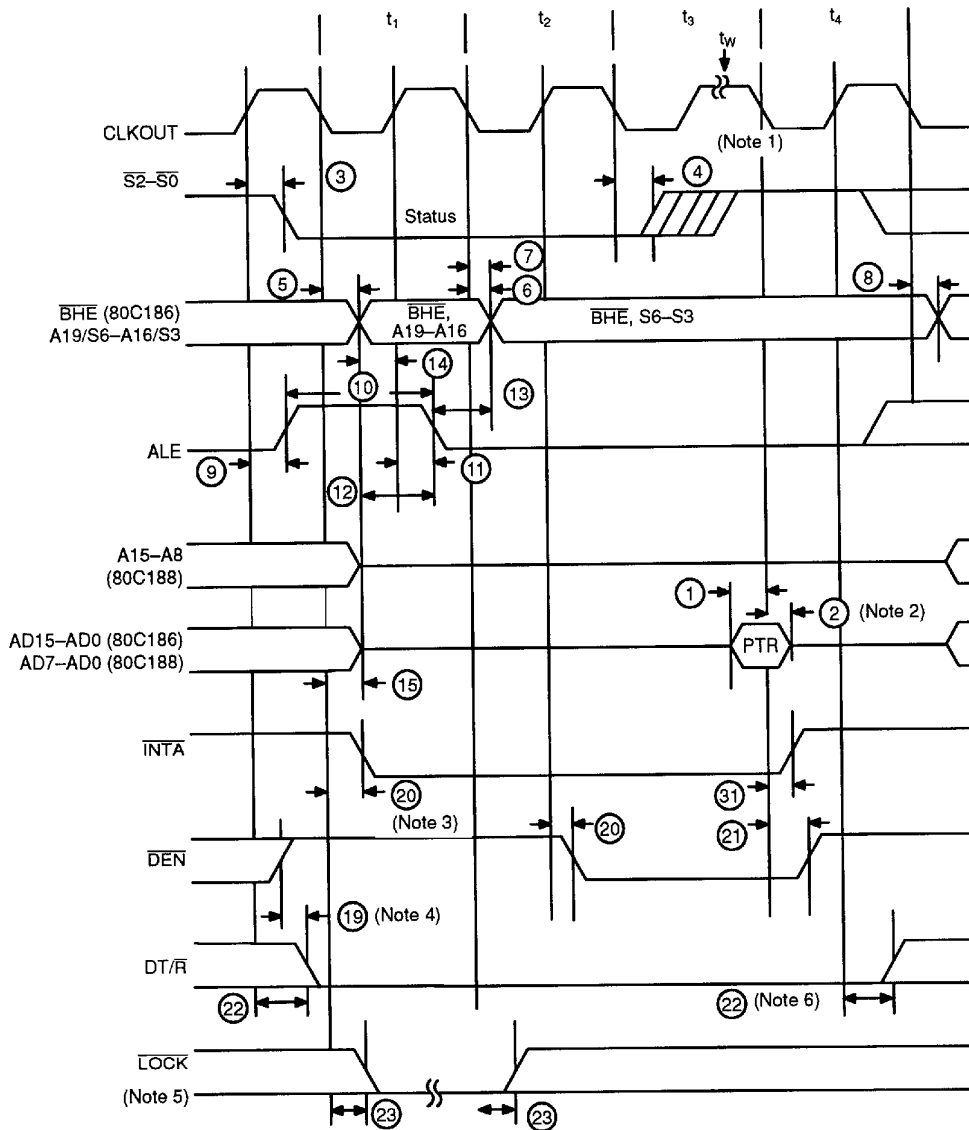 t1 t2 t3 t4
tW
CLKOUT
(Note 1)
S2–S0
3
4
Status
7
5
6
8
BHE (80C186)
A19/S6–A16/S3
BHE,
A19–A16
BHE, S6–S3
14
10
13
ALE
9
11
12
A15–A8
(80C188)
1
2 (Note 2)
AD15–AD0 (80C186)
AD7–AD0 (80C188)
PTR
15
INTA
20
31
(Note 3)
20
21
DEN
19 (Note 4)
DT/R
22
22 (Note 6)
LOCK
(Note 5)
23
23